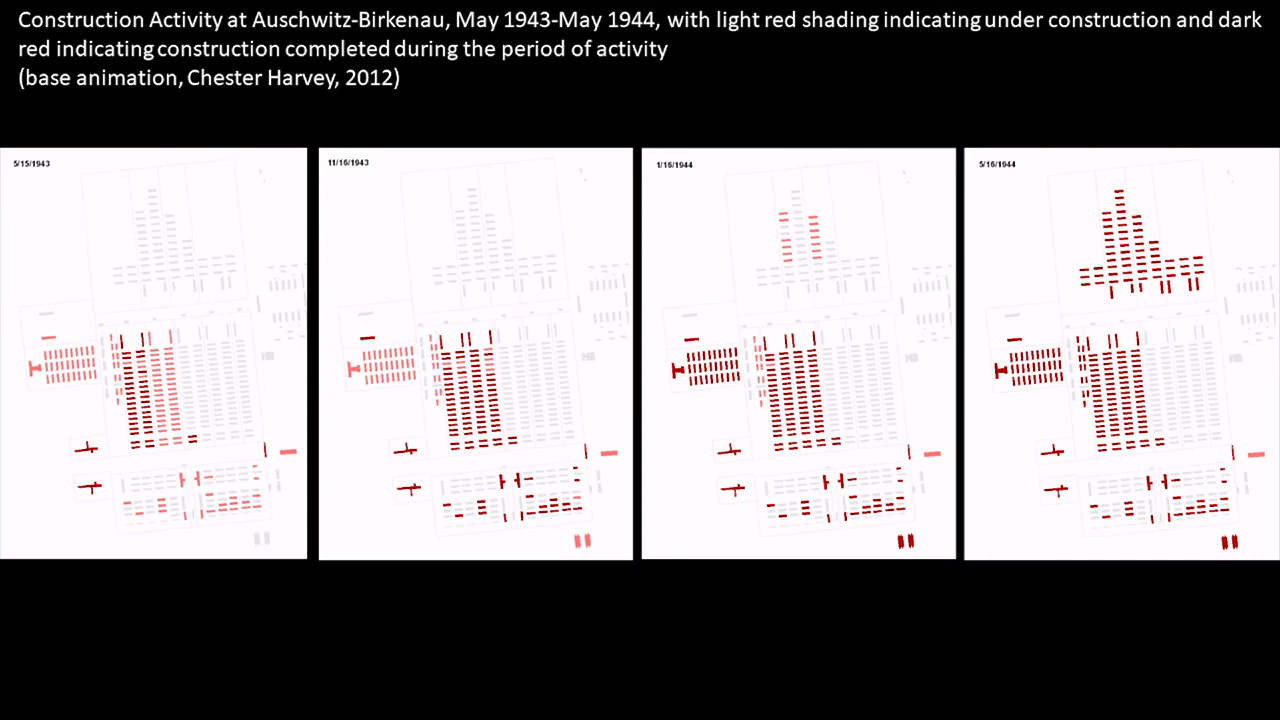 Construction Activity at Auschwitz-Birkenau, May 1943-May 1944, with light red shading indicating under construction and dark
red indicating construction completed during the period of activity
(base animation, Chester Harvey, 2012)
5/15/1943
11/16/1943
1/16/1944
5/16/1944